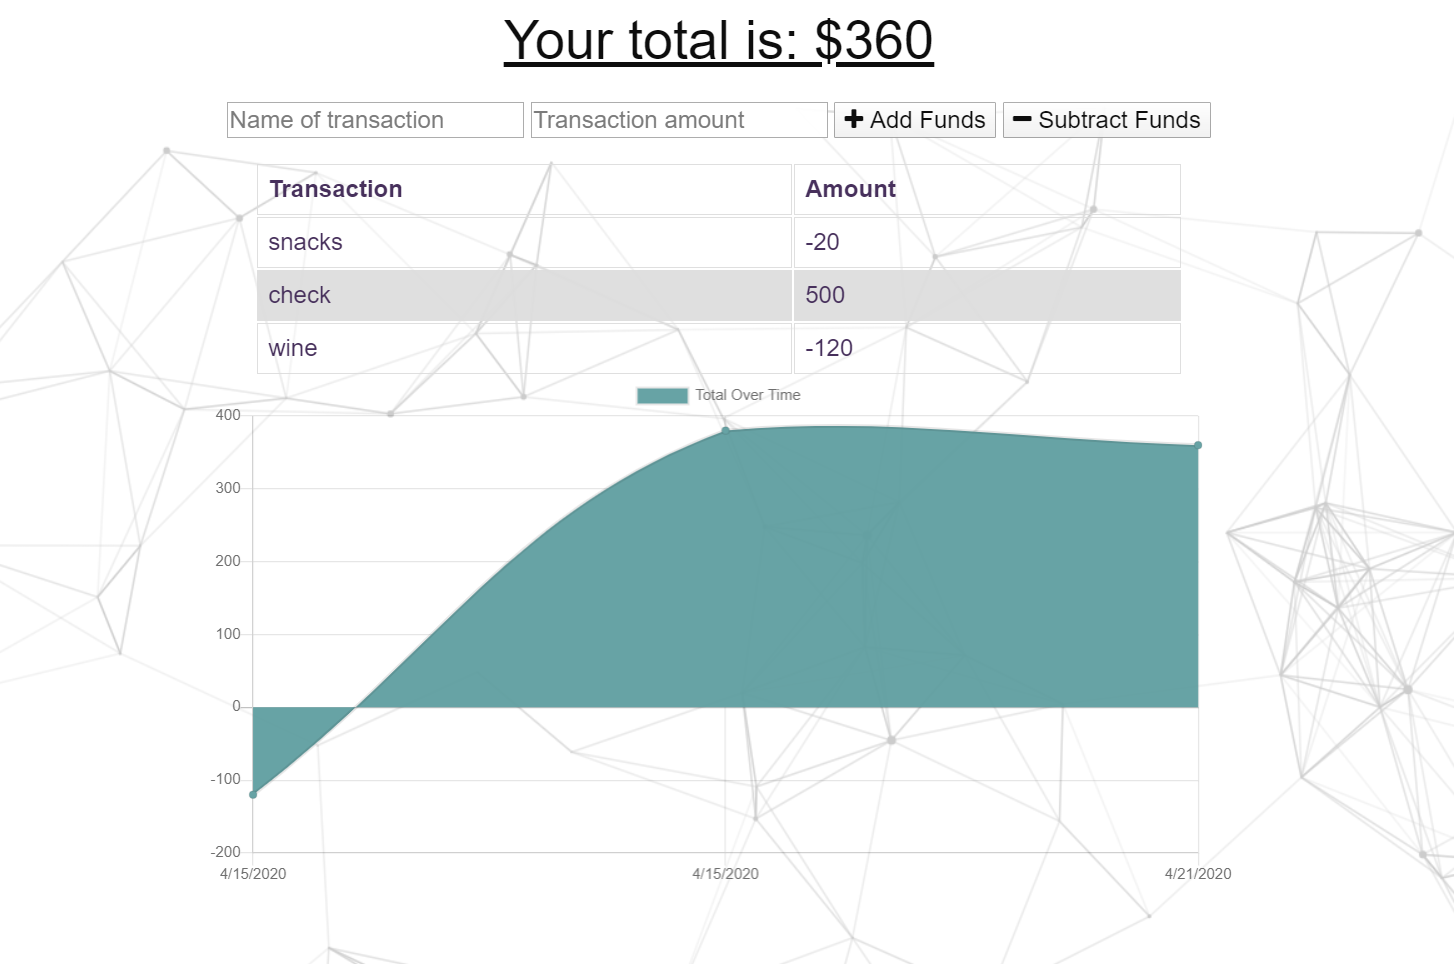 Your total is: $360
Name of transaction Transaction amount Add Funds Subtract Funds
Transaction Amount
snacks -20
check 500
wine -120
Total Over Time
400
300
200
100
0
-100
-200
4/15/2020 4/15/2020 4/21/2020